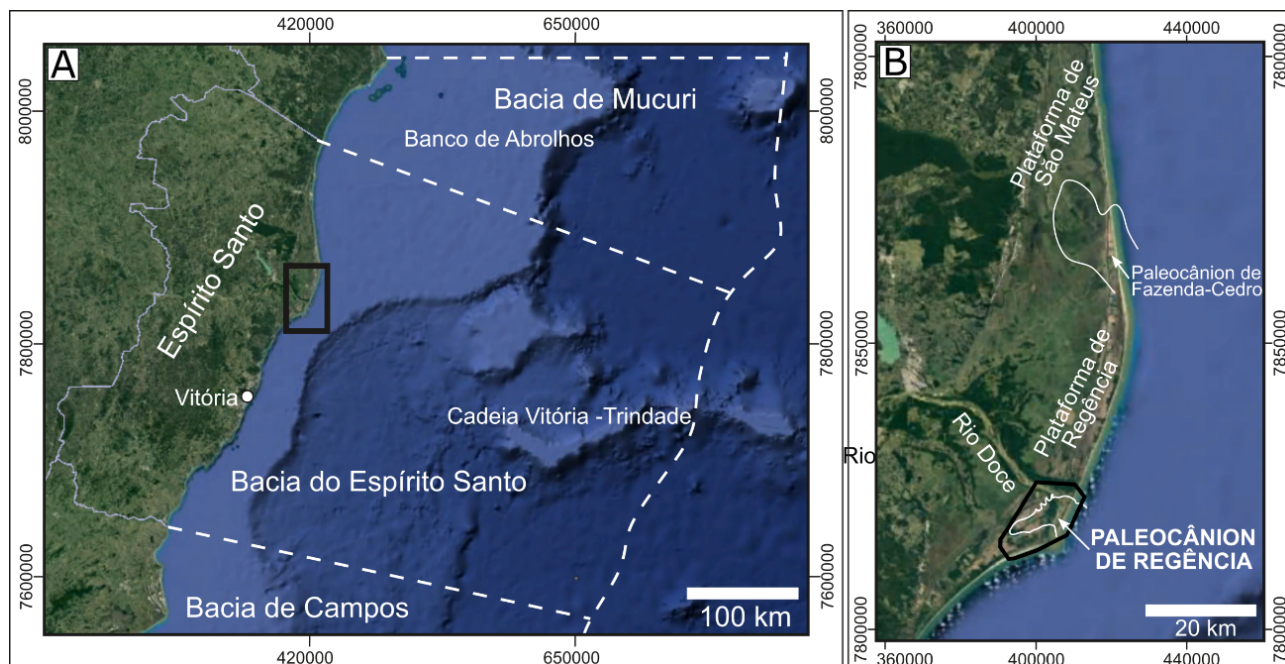 420000
650000
A
Bacia de Mucuri
Banco de Abrolhos
8000000
8000000
Espírito Santo
Vitória
7800000
7800000
Cadeia Vitória -Trindade
Bacia do Espírito Santo
7600000
7600000
Bacia de Campos
100 km
420000
650000
360000
400000
440000
B
7800000
7800000
Plataforma de
São Mateus
Paleocânion de
Fazenda-Cedro
7850000
7850000
Plataforma de
Regência
Rio
Rio Doce
PALEOCÂNION
DE REGÊNCIA
7800000
7800000
20 km
360000
400000
440000